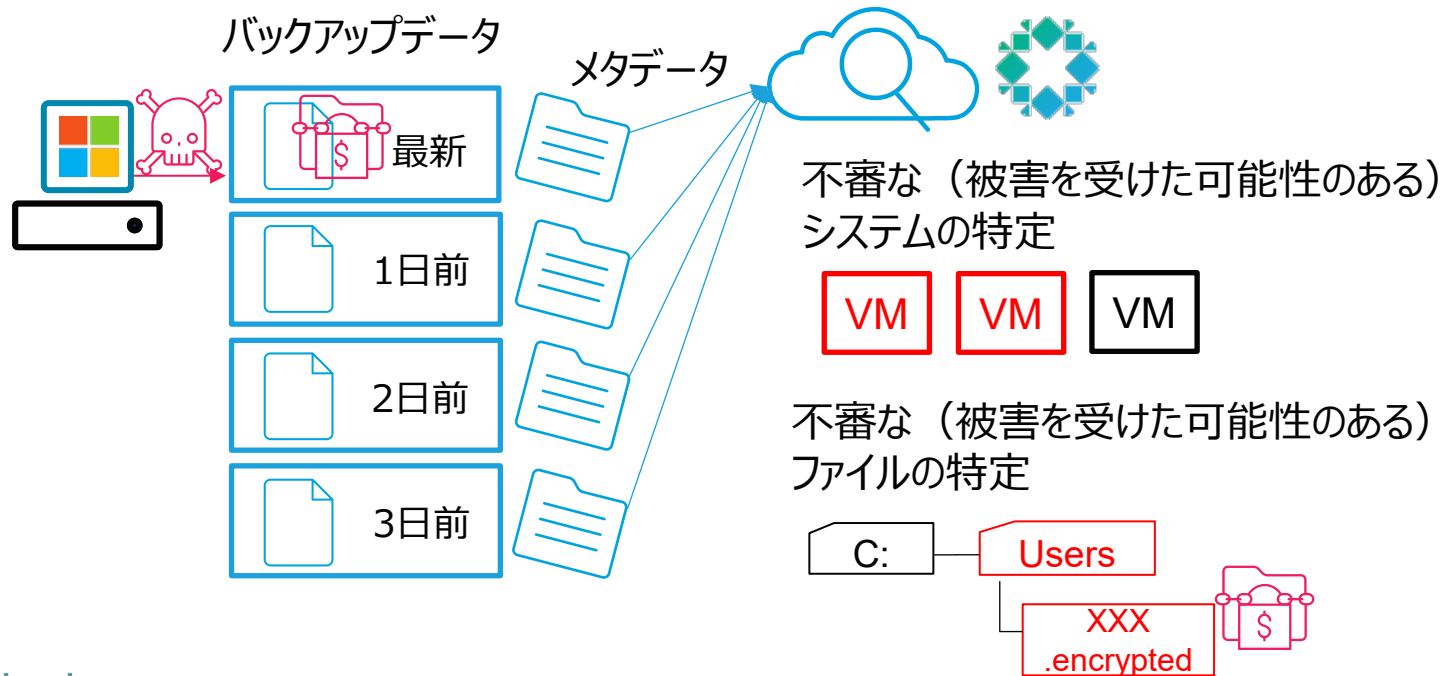 バックアップデータ
メタデータ
最新
1日前
2日前
3日前
$
不審な（被害を受けた可能性のある）
システムの特定
VM
VM
VM
不審な（被害を受けた可能性のある）
ファイルの特定
C:
Users
XXX
.encrypted
$